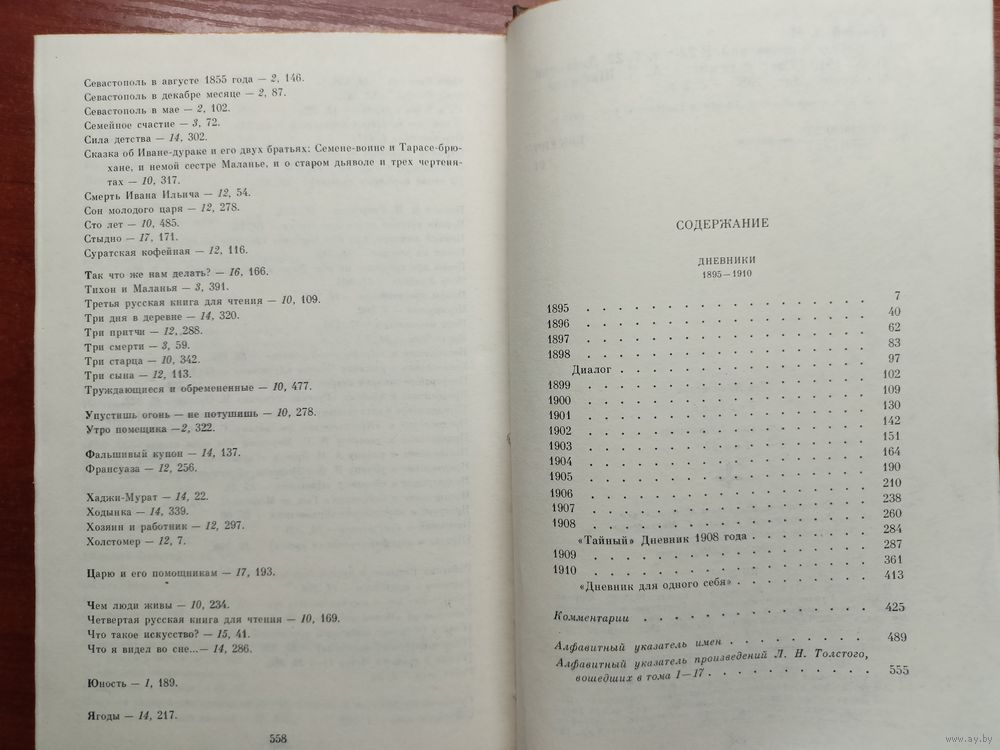 Севастополь в августе 1855 года — 2, 146.
Севастополь в декабре месяце — 2, 87.
Севастополь в мае — 2, 102.
Семейное счастие — 3, 72.
Сила детства — 14, 302.
Сказка об Иване-дураке и его двух братьях: Семене-воине и Тарасе-брю-
хане, и немой сестре Маланье, и о старом дьяволе и трех чертеня-
тах — 10, 317.
Смерть Ивана Ильича — 12, 54.
Сон молодого царя — 12, 278.
Сто лет — 10, 485.
Стыдно — 17, 171.
Суратская кофейная — 12, 116.
Так что же нам делать? — 16, 166.
Тихон и Маланья — 3, 391.
Третья русская книга для чтения — 10, 109.
Три дня в деревне — 14, 320.
Три притчи — 12, 288.
Три смерти — 3, 59.
Три старца — 10, 342.
Три сына — 12, 113.
Труждающиеся и обремененные — 10, 477.
Упустишь огонь — не потушишь — 10, 278.
Утро помещика —2, 322.
Фальшивый купон — 14, 137.
Франсуаза — 12, 256.
Хаджи-Мурат — 14, 22.
Ходынка — 14, 339.
Хозяин и работник — 12, 297.
Холстомер — 12, 7.
Царю и его помощникам — 17, 193.
Чем люди живы — 10, 234.
Четвертая русская книга для чтения — 10, 169.
Что такое искусство? — 15, 41.
Что я видел во сне...— 14, 286.
Юность — 1, 189.
Ягоды — 14, 217.
558
СОДЕРЖАНИЕ
ДНЕВНИКИ
1895—1910
1895 . . . . . . . . . . . . . . . . 7
1896 . . . . . . . . . . . . . . . . 40
1897 . . . . . . . . . . . . . . . . 62
1898 . . . . . . . . . . . . . . . . 83
Диалог . . . . . . . . . . . . . . . 97
1899 . . . . . . . . . . . . . . . . 102
1900 . . . . . . . . . . . . . . . . 109
1901 . . . . . . . . . . . . . . . . 130
1902 . . . . . . . . . . . . . . . . 142
1903 . . . . . . . . . . . . . . . . 151
1904 . . . . . . . . . . . . . . . . 164
1905 . . . . . . . . . . . . . . . . 190
1906 . . . . . . . . . . . . . . . . 210
1907 . . . . . . . . . . . . . . . . 238
1908 . . . . . . . . . . . . . . . . 260
«Тайный» Дневник 1908 года . . . . . . . 284
1909 . . . . . . . . . . . . . . . . 287
1910 . . . . . . . . . . . . . . . . 361
«Дневник для одного себя» . . . . . . . . 413
Комментарии . . . . . . . . . . . . . 425
Алфавитный указатель имен . . . . . . . . 489
Алфавитный указатель произведений Л. Н. Толстого,
вошедших в тома 1—17 . . . . . . . . . . 555
www.ay.by